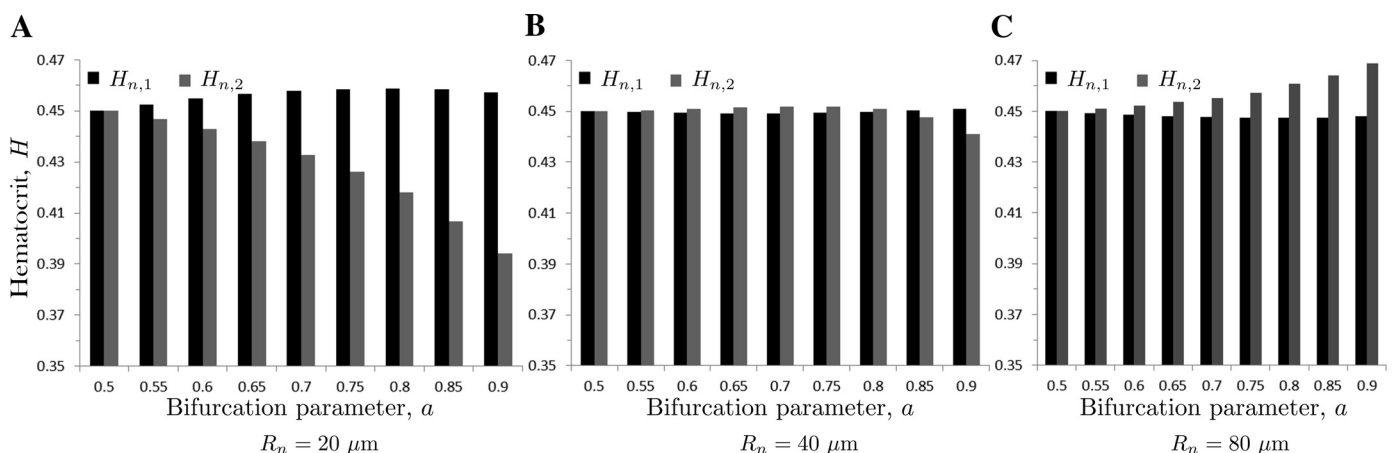 A
0.47
0.45
0.43
0.41
0.39
0.37
0.35
Hematocrit, H
H_{n,1} H_{n,2}
0.5 0.55 0.6 0.65 0.7 0.75 0.8 0.85 0.9
Bifurcation parameter, a
R_n = 20 μm
B
0.47
0.45
0.43
0.41
0.39
0.37
0.35
H_{n,1} H_{n,2}
0.5 0.55 0.6 0.65 0.7 0.75 0.8 0.85 0.9
Bifurcation parameter, a
R_n = 40 μm
C
0.47
0.45
0.43
0.41
0.39
0.37
0.35
H_{n,1} H_{n,2}
0.5 0.55 0.6 0.65 0.7 0.75 0.8 0.85 0.9
Bifurcation parameter, a
R_n = 80 μm